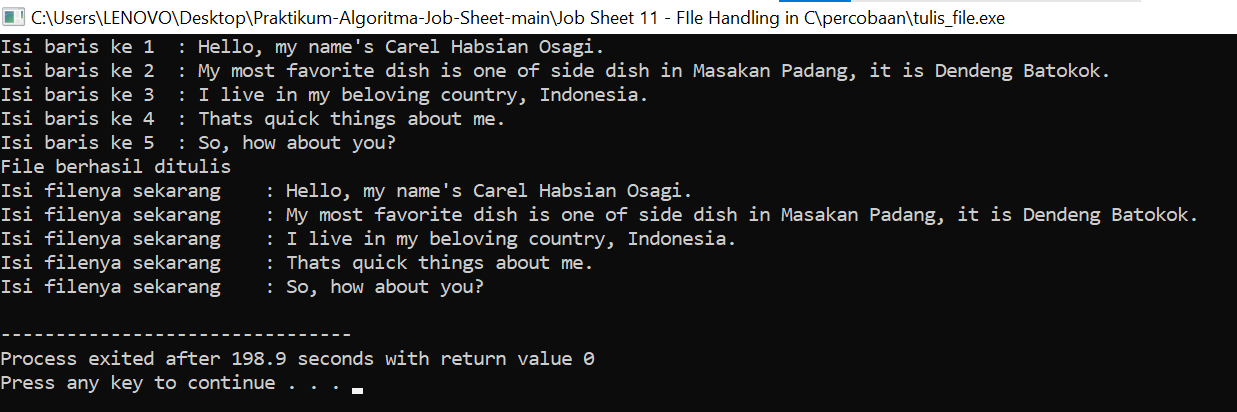 C:\Users\LENOVO\Desktop\Praktikum-Algoritma-Job-Sheet-main\Job Sheet 11 - FIle Handling in C\percobaan\tulis_file.exe
Isi baris ke 1  : Hello, my name's Carel Habsian Osagi.
Isi baris ke 2  : My most favorite dish is one of side dish in Masakan Padang, it is Dendeng Batokok.
Isi baris ke 3  : I live in my beloving country, Indonesia.
Isi baris ke 4  : Thats quick things about me.
Isi baris ke 5  : So, how about you?
File berhasil ditulis
Isi filenya sekarang    : Hello, my name's Carel Habsian Osagi.
Isi filenya sekarang    : My most favorite dish is one of side dish in Masakan Padang, it is Dendeng Batokok.
Isi filenya sekarang    : I live in my beloving country, Indonesia.
Isi filenya sekarang    : Thats quick things about me.
Isi filenya sekarang    : So, how about you?
--------------------------------
Process exited after 198.9 seconds with return value 0
Press any key to continue . . .